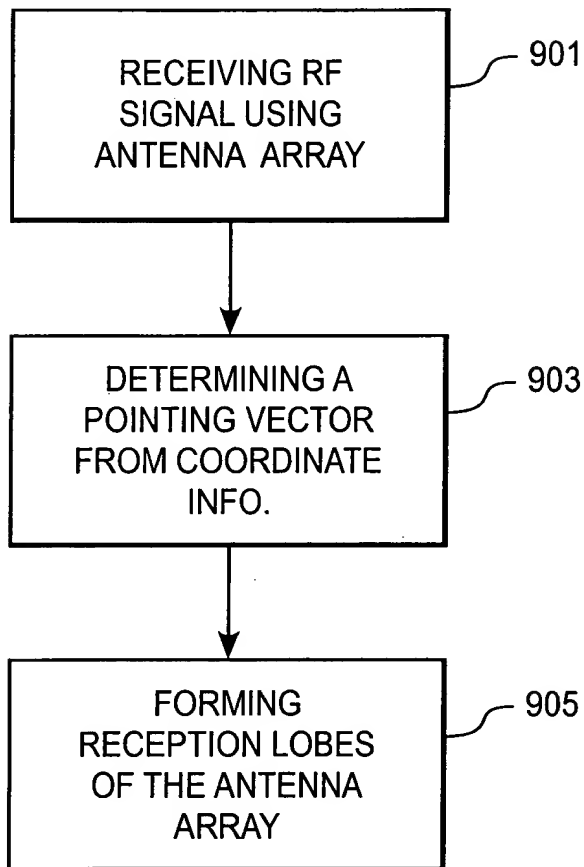 RECEIVING RF
SIGNAL USING
ANTENNA ARRAY
901
DETERMINING A
POINTING VECTOR
FROM COORDINATE
INFO.
903
FORMING
RECEPTION LOBES
OF THE ANTENNA
ARRAY
905